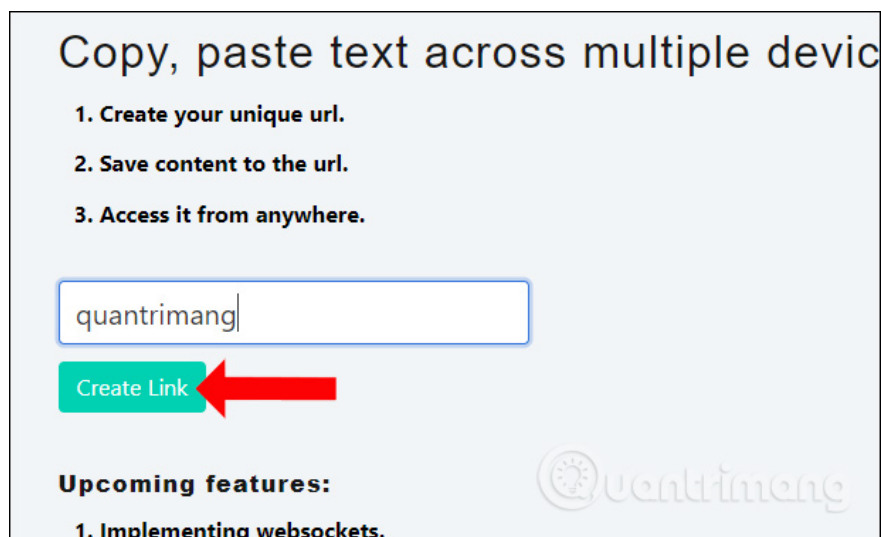 Copy, paste text across multiple devic
1. Create your unique url.
2. Save content to the url.
3. Access it from anywhere.
quantrimang
Create Link
Upcoming features:
Quantrimang
1. Implementing websockets.